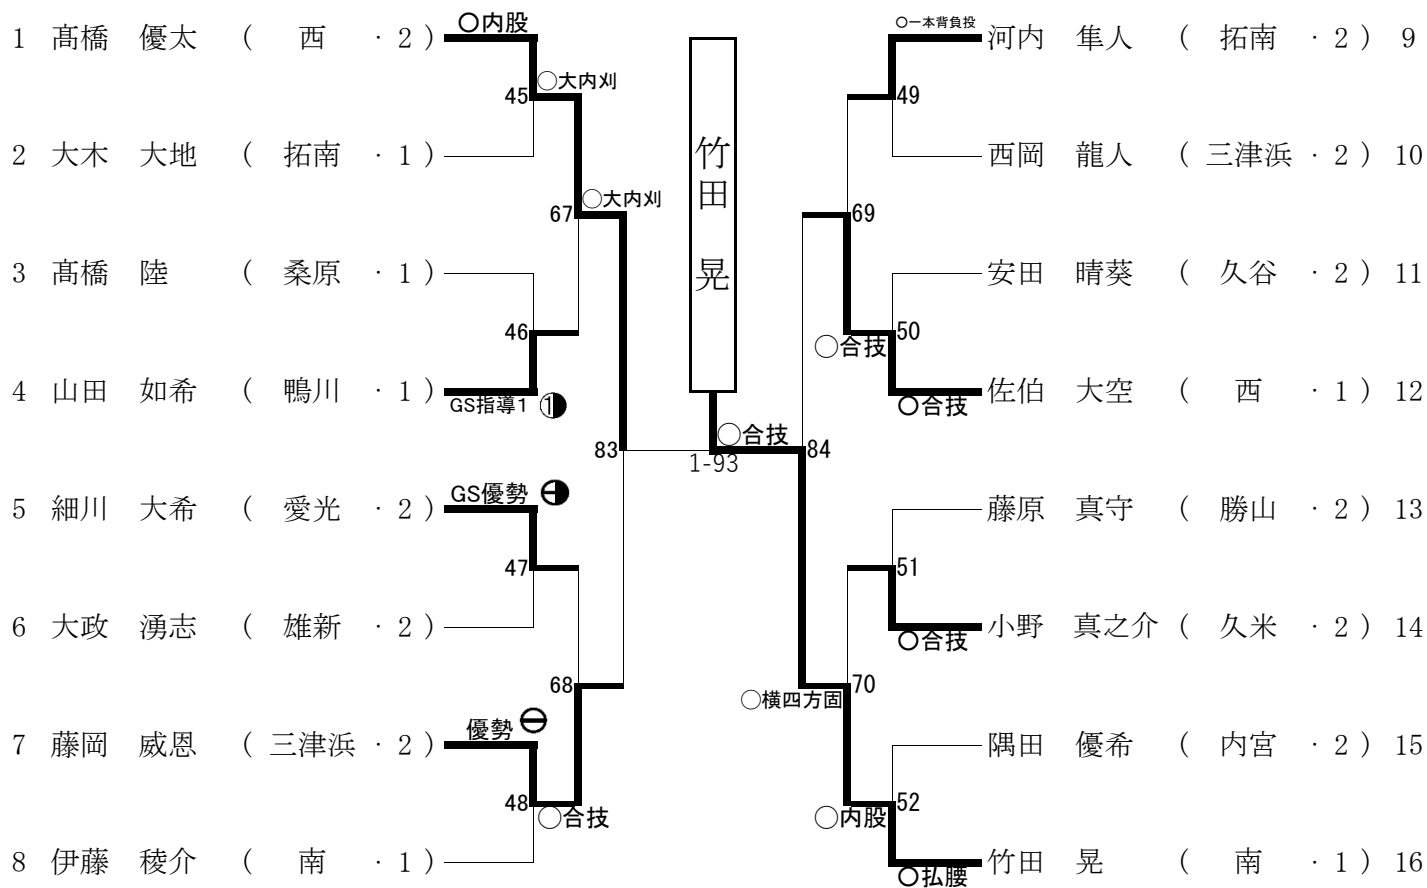 1 髙橋 優太 ( 西 ・2 )
○内股
○一本背負投
河内 隼人 ( 拓南 ・2 ) 9
45
○大内刈
49
2 大木 大地 ( 拓南 ・1 )
西岡 龍人 ( 三津浜 ・2 ) 10
竹田 晃
67
○大内刈
69
3 髙橋 陸 ( 桑原 ・1 )
安田 晴葵 ( 久谷 ・2 ) 11
46
50
○合技
4 山田 如希 ( 鴨川 ・1 )
GS指導1 ①
佐伯 大空 ( 西 ・1 ) 12
○合技
○合技
83
1-93
84
5 細川 大希 ( 愛光 ・2 )
GS優勢
藤原 真守 ( 勝山 ・2 ) 13
47
51
6 大政 湧志 ( 雄新 ・2 )
小野 真之介 ( 久米 ・2 ) 14
○合技
68
○横四方固
70
7 藤岡 威恩 ( 三津浜 ・2 )
優勢
隅田 優希 ( 内宮 ・2 ) 15
48
○合技
○内股
52
8 伊藤 稜介 ( 南 ・1 )
竹田 晃 ( 南 ・1 ) 16
○払腰